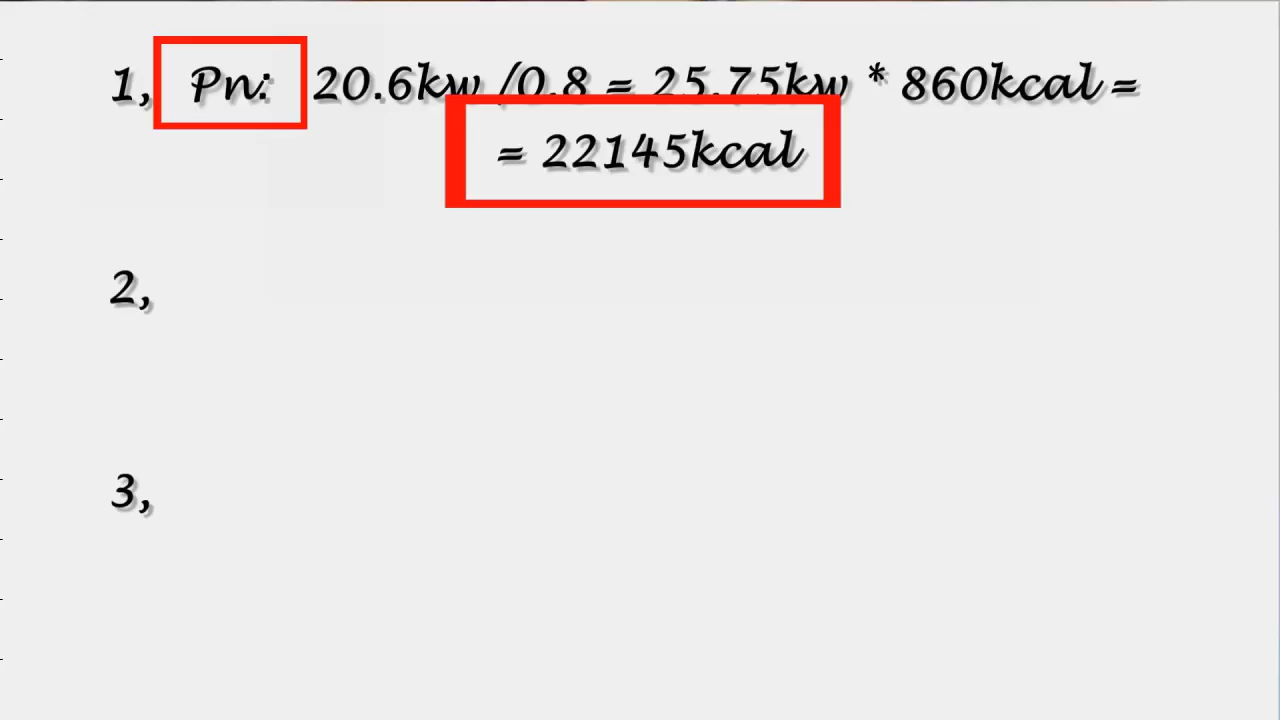 1, Pn: 20.6kw /0.8 = 25.75kw * 860kcal =
= 22145kcal
2,
3,